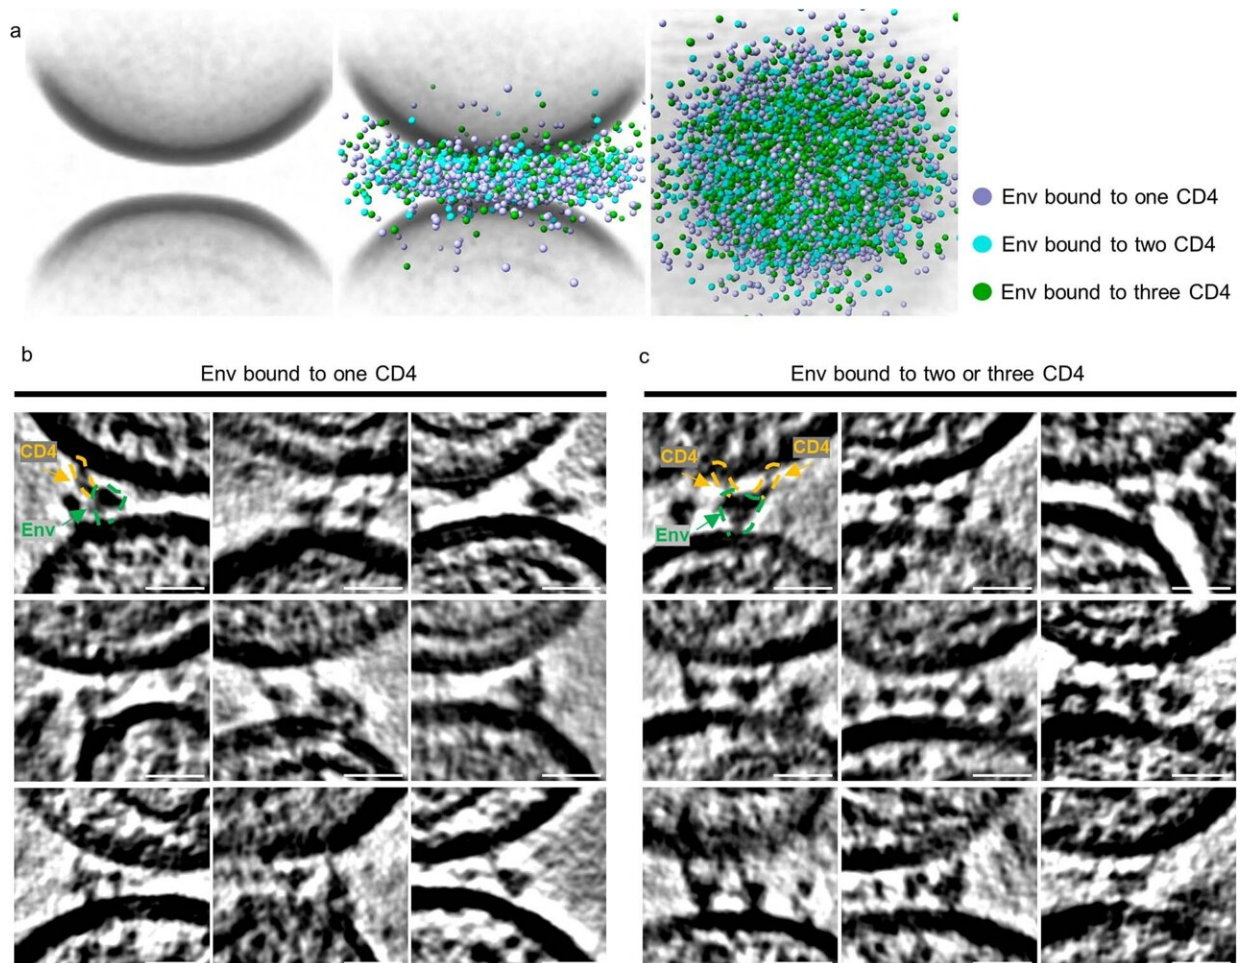 a
Env bound to one CD4
Env bound to two CD4
Env bound to three CD4
b
Env bound to one CD4
c
Env bound to two or three CD4
CD4
Env
CD4
CD4
Env